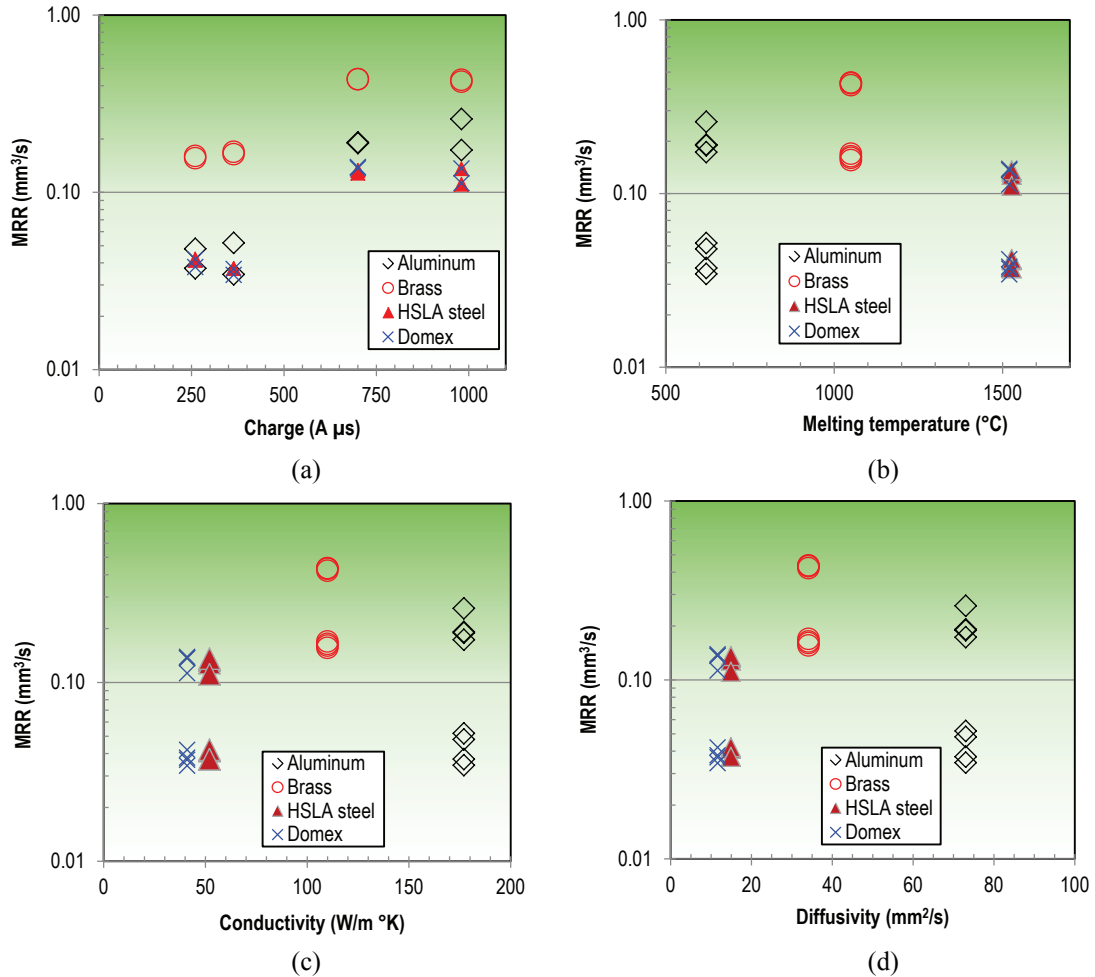 1.00
0.10
0.01
MRR (mm³/s)
Aluminum
Brass
HSLA steel
Domex
0 250 500 750 1000
Charge (A µs)
(a)
1.00
0.10
0.01
MRR (mm³/s)
Aluminum
Brass
HSLA steel
Domex
500 1000 1500
Melting temperature (°C)
(b)
1.00
0.10
0.01
MRR (mm³/s)
Aluminum
Brass
HSLA steel
Domex
0 50 100 150 200
Conductivity (W/m °K)
(c)
1.00
0.10
0.01
MRR (mm³/s)
Aluminum
Brass
HSLA steel
Domex
0 20 40 60 80 100
Diffusivity (mm²/s)
(d)